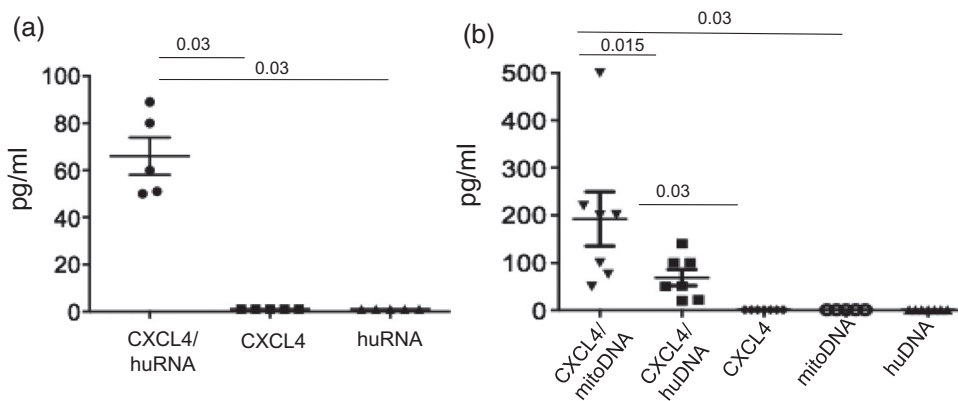 (a)
0.03
0.03
100
80
60
40
20
0
pg/ml
CXCL4/
huRNA
CXCL4
huRNA
(b)
0.03
0.015
0.03
500
400
300
200
100
0
pg/ml
CXCL4/
mitoDNA
CXCL4/
huDNA
CXCL4
mitoDNA
huDNA